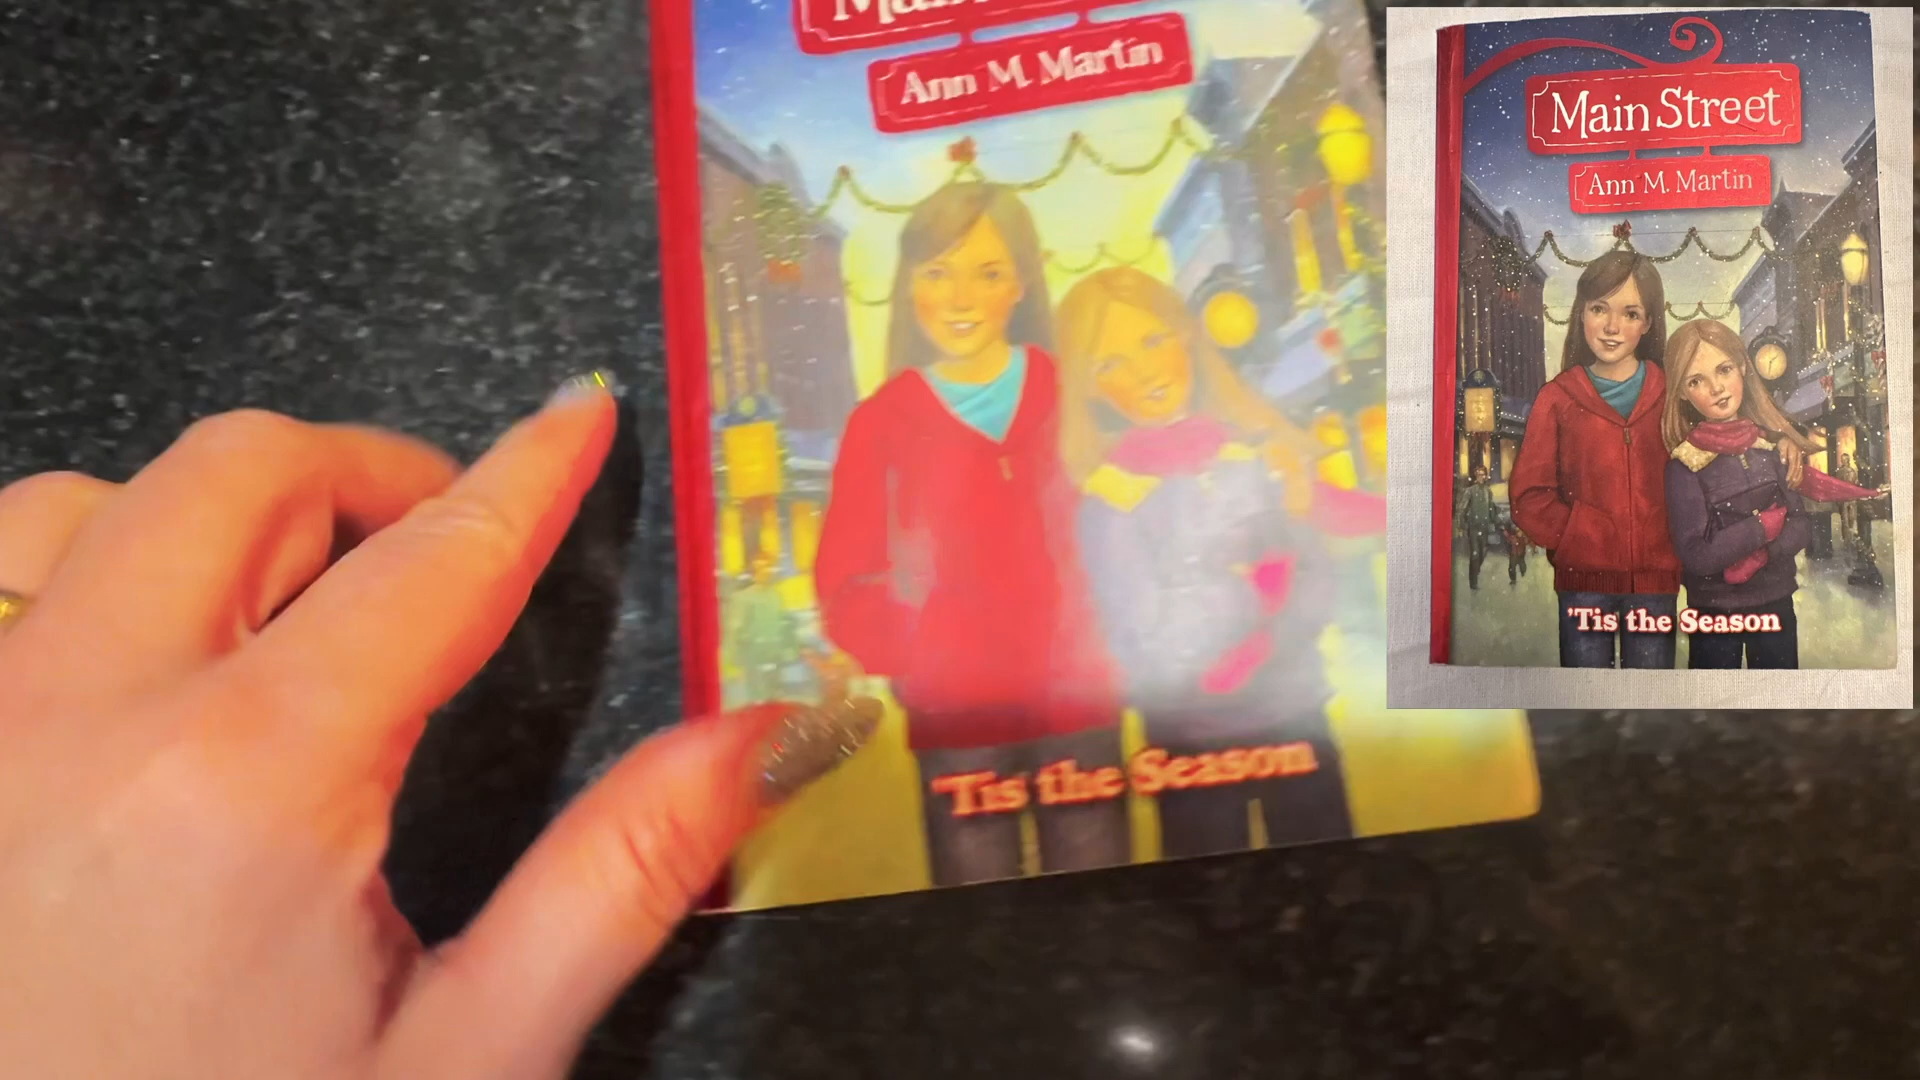 Ann M. Martin
'Tis the Season
Main Street
Ann M. Martin
'Tis the Season